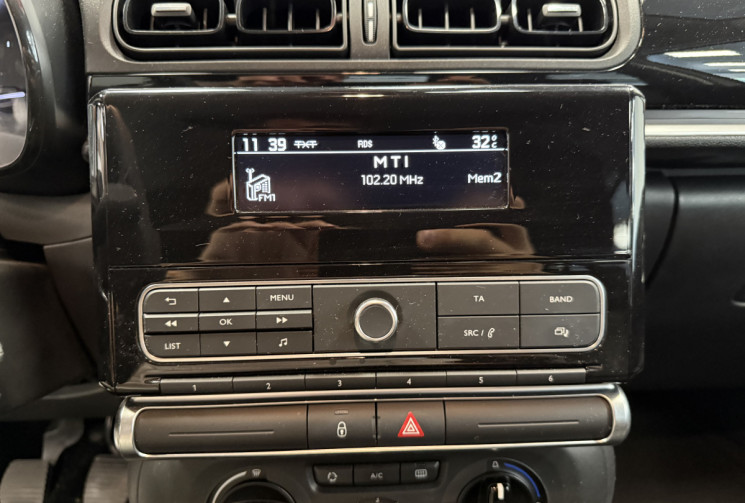 11 39 TXT RDS 32°C
MTI
102.20 MHz Mem2
FM1
MENU TA BAND
OK
LIST SRC /
1 2 3 4 5 6
A/C